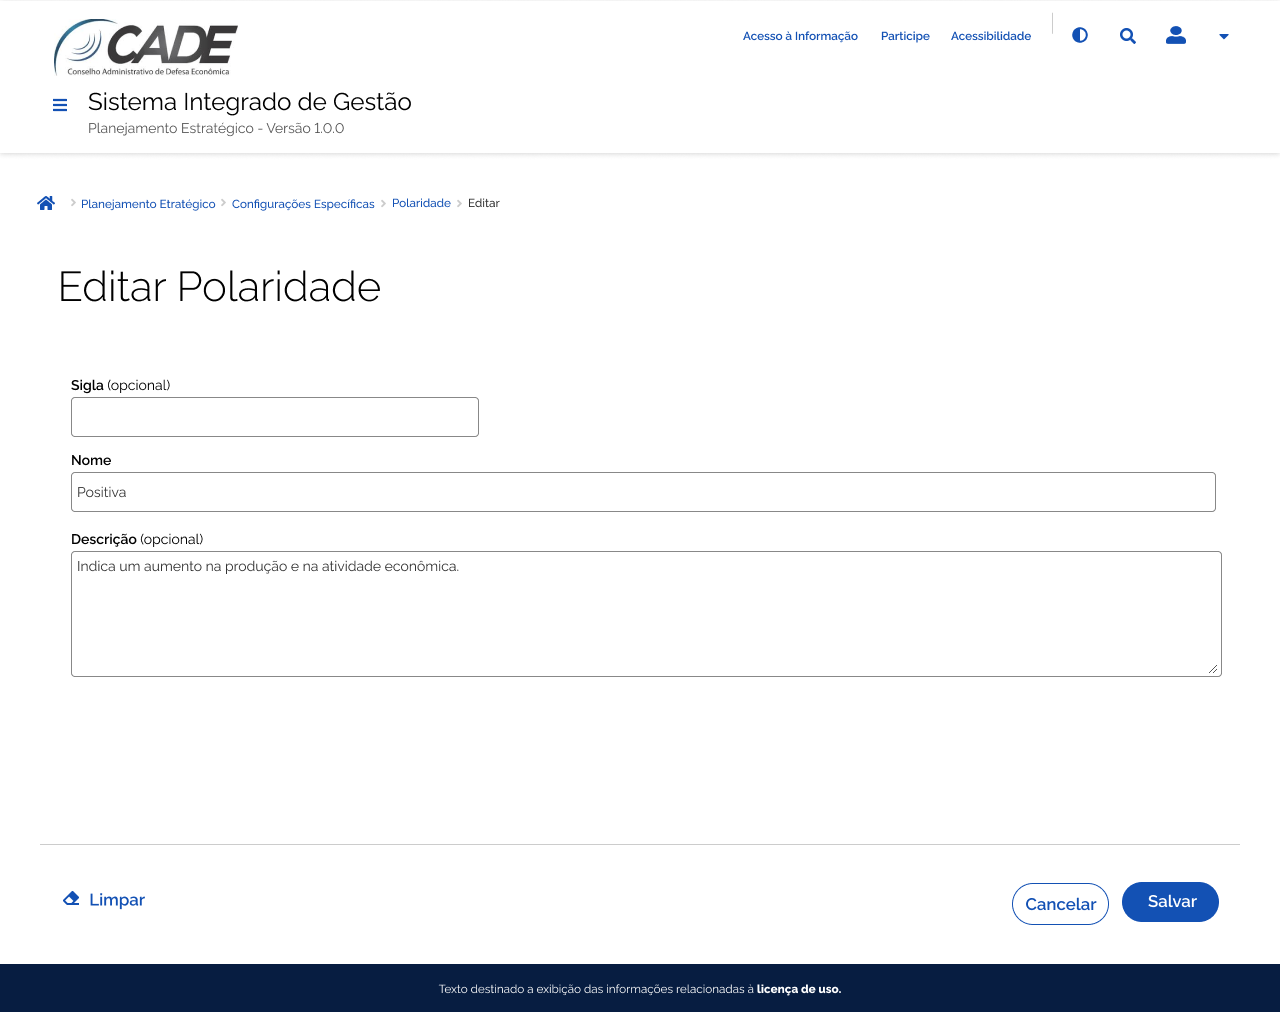 CADE
Conselho Administrativo de Defesa Econômica
Acesso à Informação Participe Acessibilidade
Sistema Integrado de Gestão
Planejamento Estratégico - Versão 1.0.0
Planejamento Etratégico Configurações Específicas Polaridade Editar
Editar Polaridade
Sigla (opcional)
Nome
Positiva
Descrição (opcional)
Indica um aumento na produção e na atividade econômica.
Limpar
Cancelar
Salvar
Texto destinado a exibição das informações relacionadas à licença de uso.